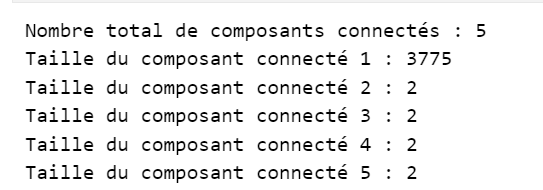 Nombre total de composants connectés : 5
Taille du composant connecté 1 : 3775
Taille du composant connecté 2 : 2
Taille du composant connecté 3 : 2
Taille du composant connecté 4 : 2
Taille du composant connecté 5 : 2